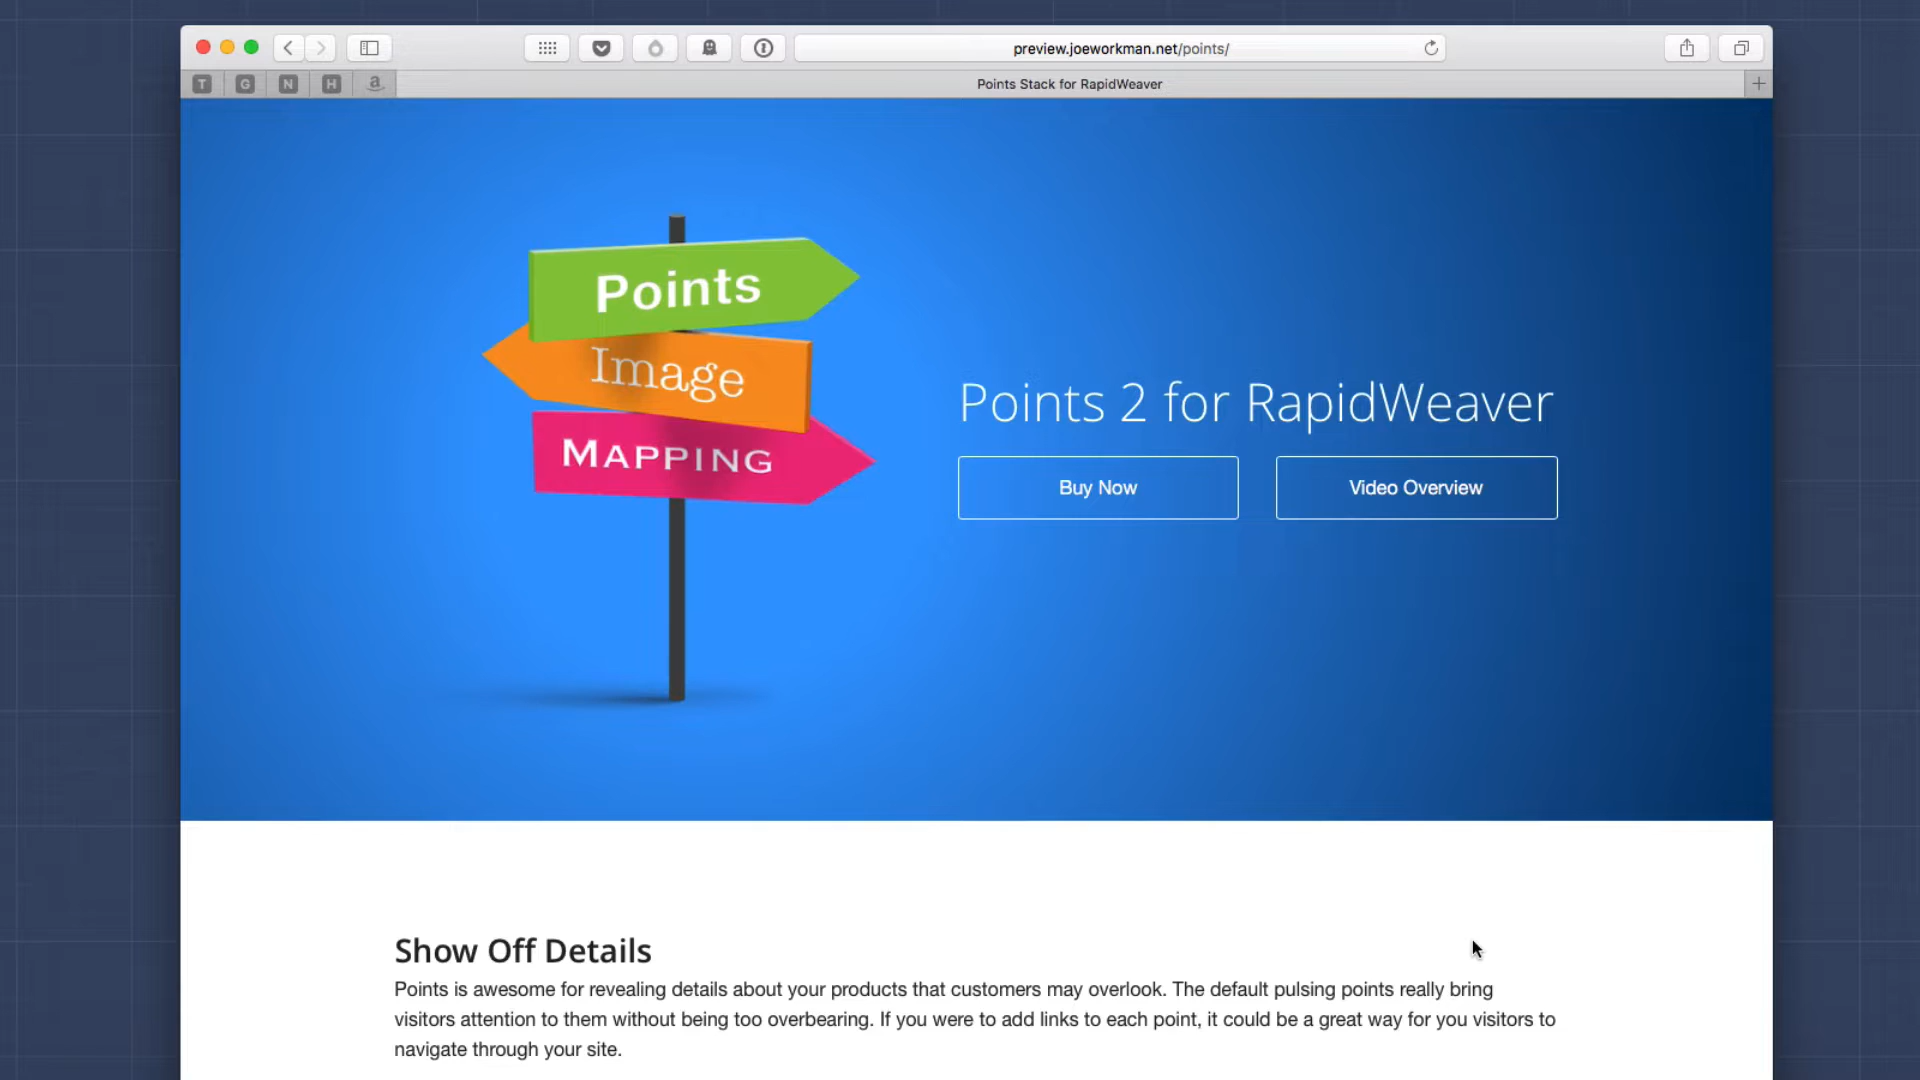 preview.joeworkman.net/points/
T G N H a
Points Stack for RapidWeaver
Points
Image
MAPPING
Points 2 for RapidWeaver
Buy Now
Video Overview
Show Off Details
Points is awesome for revealing details about your products that customers may overlook. The default pulsing points really bring
visitors attention to them without being too overbearing. If you were to add links to each point, it could be a great way for you visitors to
navigate through your site.